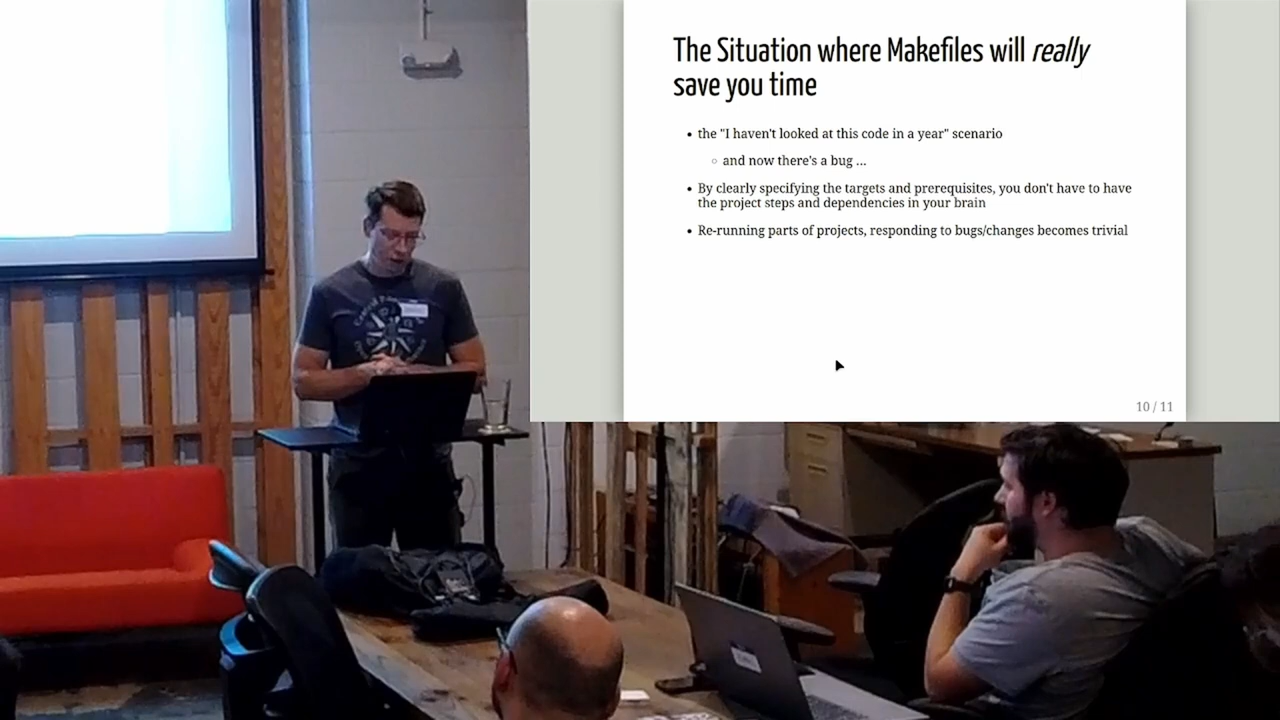 The Situation where Makefiles will really
save you time
• the "I haven't looked at this code in a year" scenario
○ and now there's a bug ...
• By clearly specifying the targets and prerequisites, you don't have to have
the project steps and dependencies in your brain
• Re-running parts of projects, responding to bugs/changes becomes trivial
10 / 11